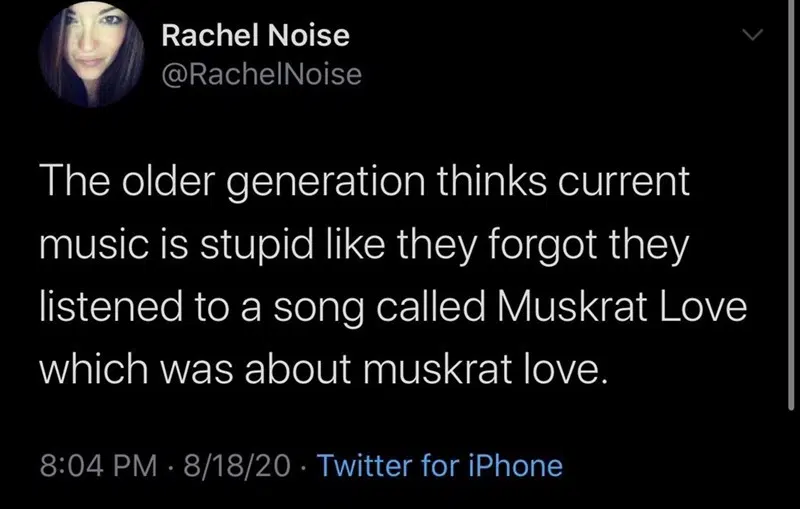 Rachel Noise
@RachelNoise
The older generation thinks current
music is stupid like they forgot they
listened to a song called Muskrat Love
which was about muskrat love.
8:04 PM · 8/18/20 · Twitter for iPhone